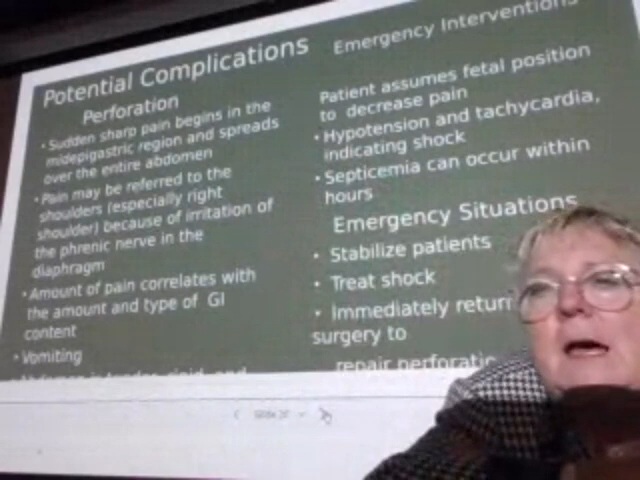 Potential Complications
Perforation
• Sudden sharp pain begins in the
midepigastric region and spreads
over the entire abdomen
• Pain may be referred to the
shoulders (especially right
shoulder) because of irritation of
the phrenic nerve in the
diaphragm
• Amount of pain correlates with
the amount and type of GI
content
• Vomiting
Emergency Interventions
Patient assumes fetal position
to decrease pain
• Hypotension and tachycardia,
indicating shock
• Septicemia can occur within
hours
Emergency Situations
• Stabilize patients
• Treat shock
• Immediately return
surgery to
repair perforatio